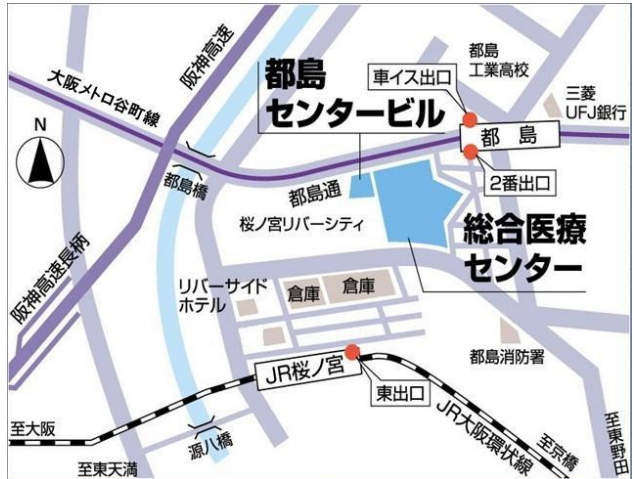 阪神高速
大阪メトロ谷町線
都島
センタービル
車イス出口
都島
工業高校
三菱
UFJ銀行
都島
2番出口
N
都島橋
都島通
桜ノ宮リバーシティ
総合医療
センター
阪神高速長柄
リバーサイド
ホテル
倉庫
倉庫
都島消防署
JR桜ノ宮
東出口
JR大阪環状線
至大阪
至東天満
源八橋
至京橋
至東野田